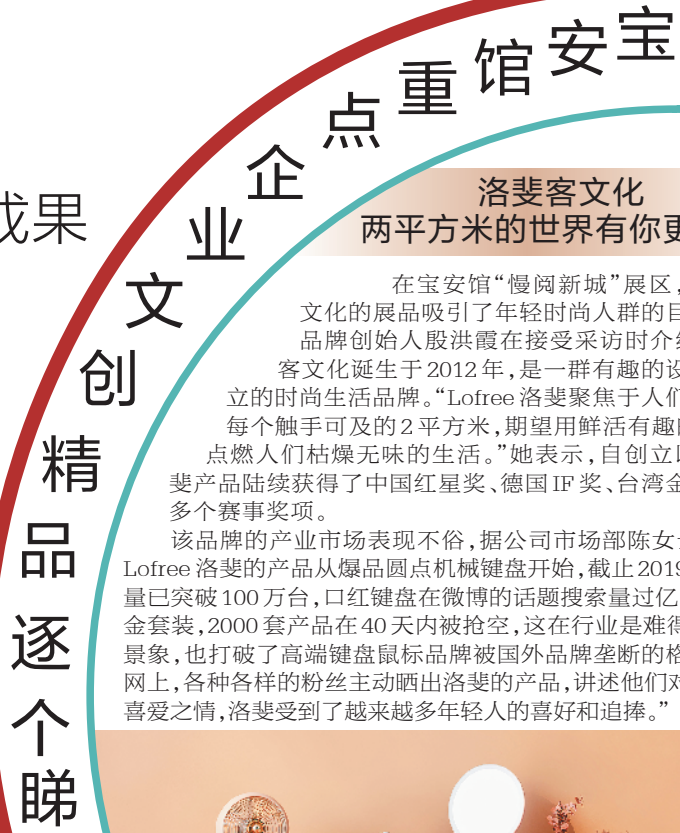 宝安馆重点企业文创精品逐个睇
成果
洛斐客文化
两平方米的世界有你更
在宝安馆“慢阅新城”展区，
文化的展品吸引了年轻时尚人群的目
品牌创始人殷洪霞在接受采访时介绍
客文化诞生于2012年，是一群有趣的设
立的时尚生活品牌。“Lofree洛斐聚焦于人们
每个触手可及的2平方米，期望用鲜活有趣的
点燃人们枯燥无味的生活。”她表示，自创立以
斐产品陆续获得了中国红星奖、德国IF奖、台湾金
多个赛事奖项。
该品牌的产业市场表现不俗，据公司市场部陈女士
Lofree洛斐的产品从爆品圆点机械键盘开始，截止2019
量已突破100万台，口红键盘在微博的话题搜索量过亿
金套装，2000套产品在40天内被抢空，这在行业是难得
景象，也打破了高端键盘鼠标品牌被国外品牌垄断的格
网上，各种各样的粉丝主动晒出洛斐的产品，讲述他们对
喜爱之情，洛斐受到了越来越多年轻人的喜好和追捧。”